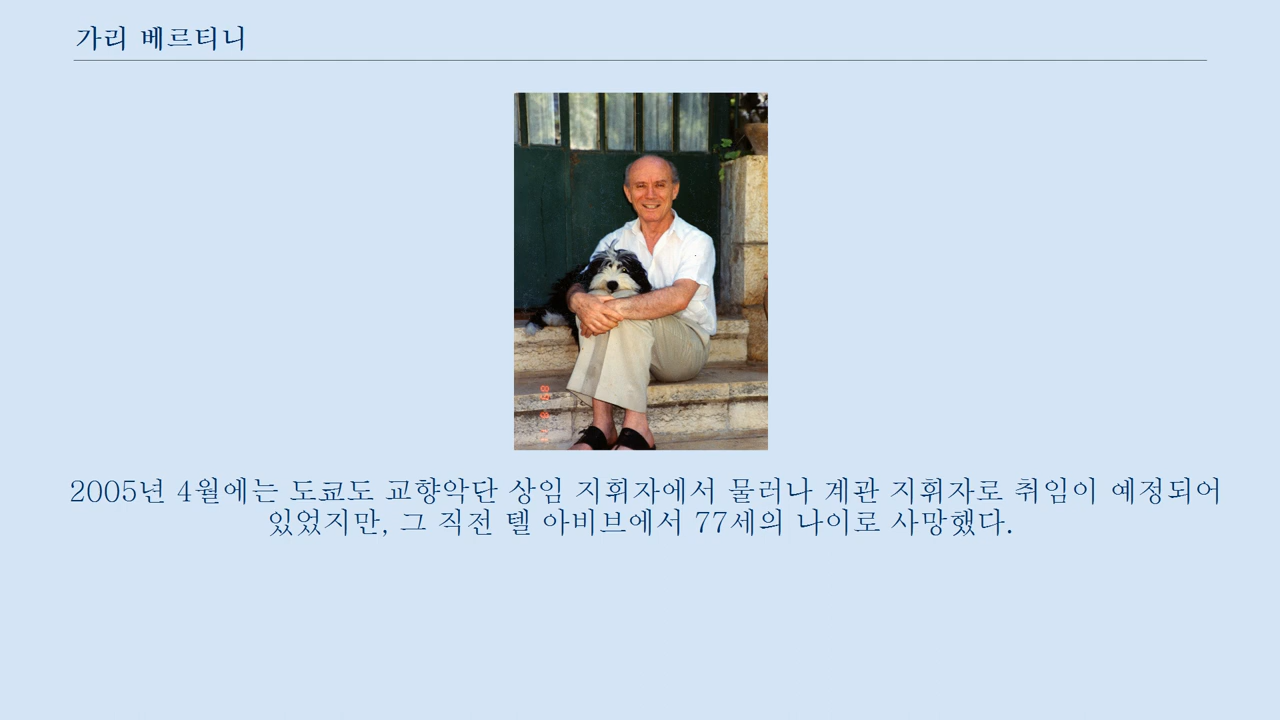 가리 베르티니
2005년 4월에는 도쿄도 교향악단 상임 지휘자에서 물러나 계관 지휘자로 취임이 예정되어
있었지만, 그 직전 텔 아비브에서 77세의 나이로 사망했다.